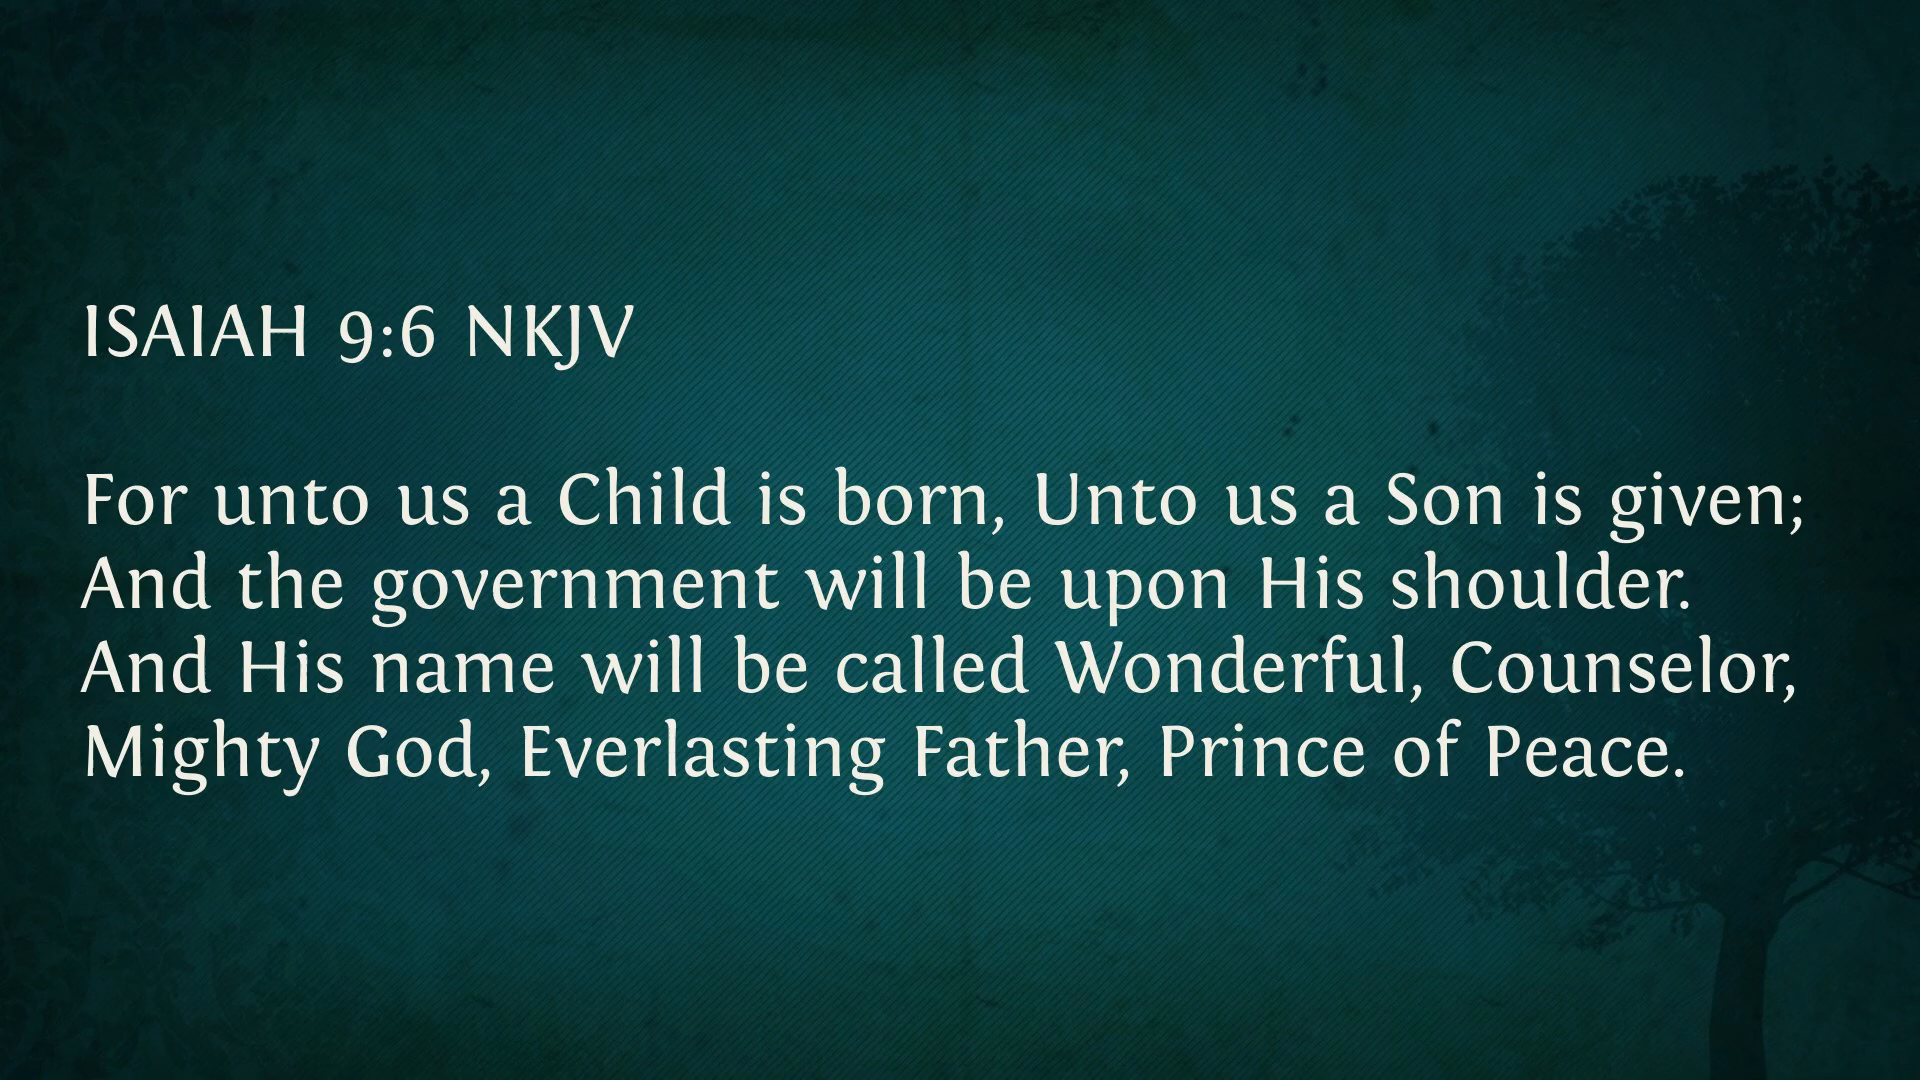 ISAIAH 9:6 NKJV
For unto us a Child is born, Unto us a Son is given;
And the government will be upon His shoulder.
And His name will be called Wonderful, Counselor,
Mighty God, Everlasting Father, Prince of Peace.